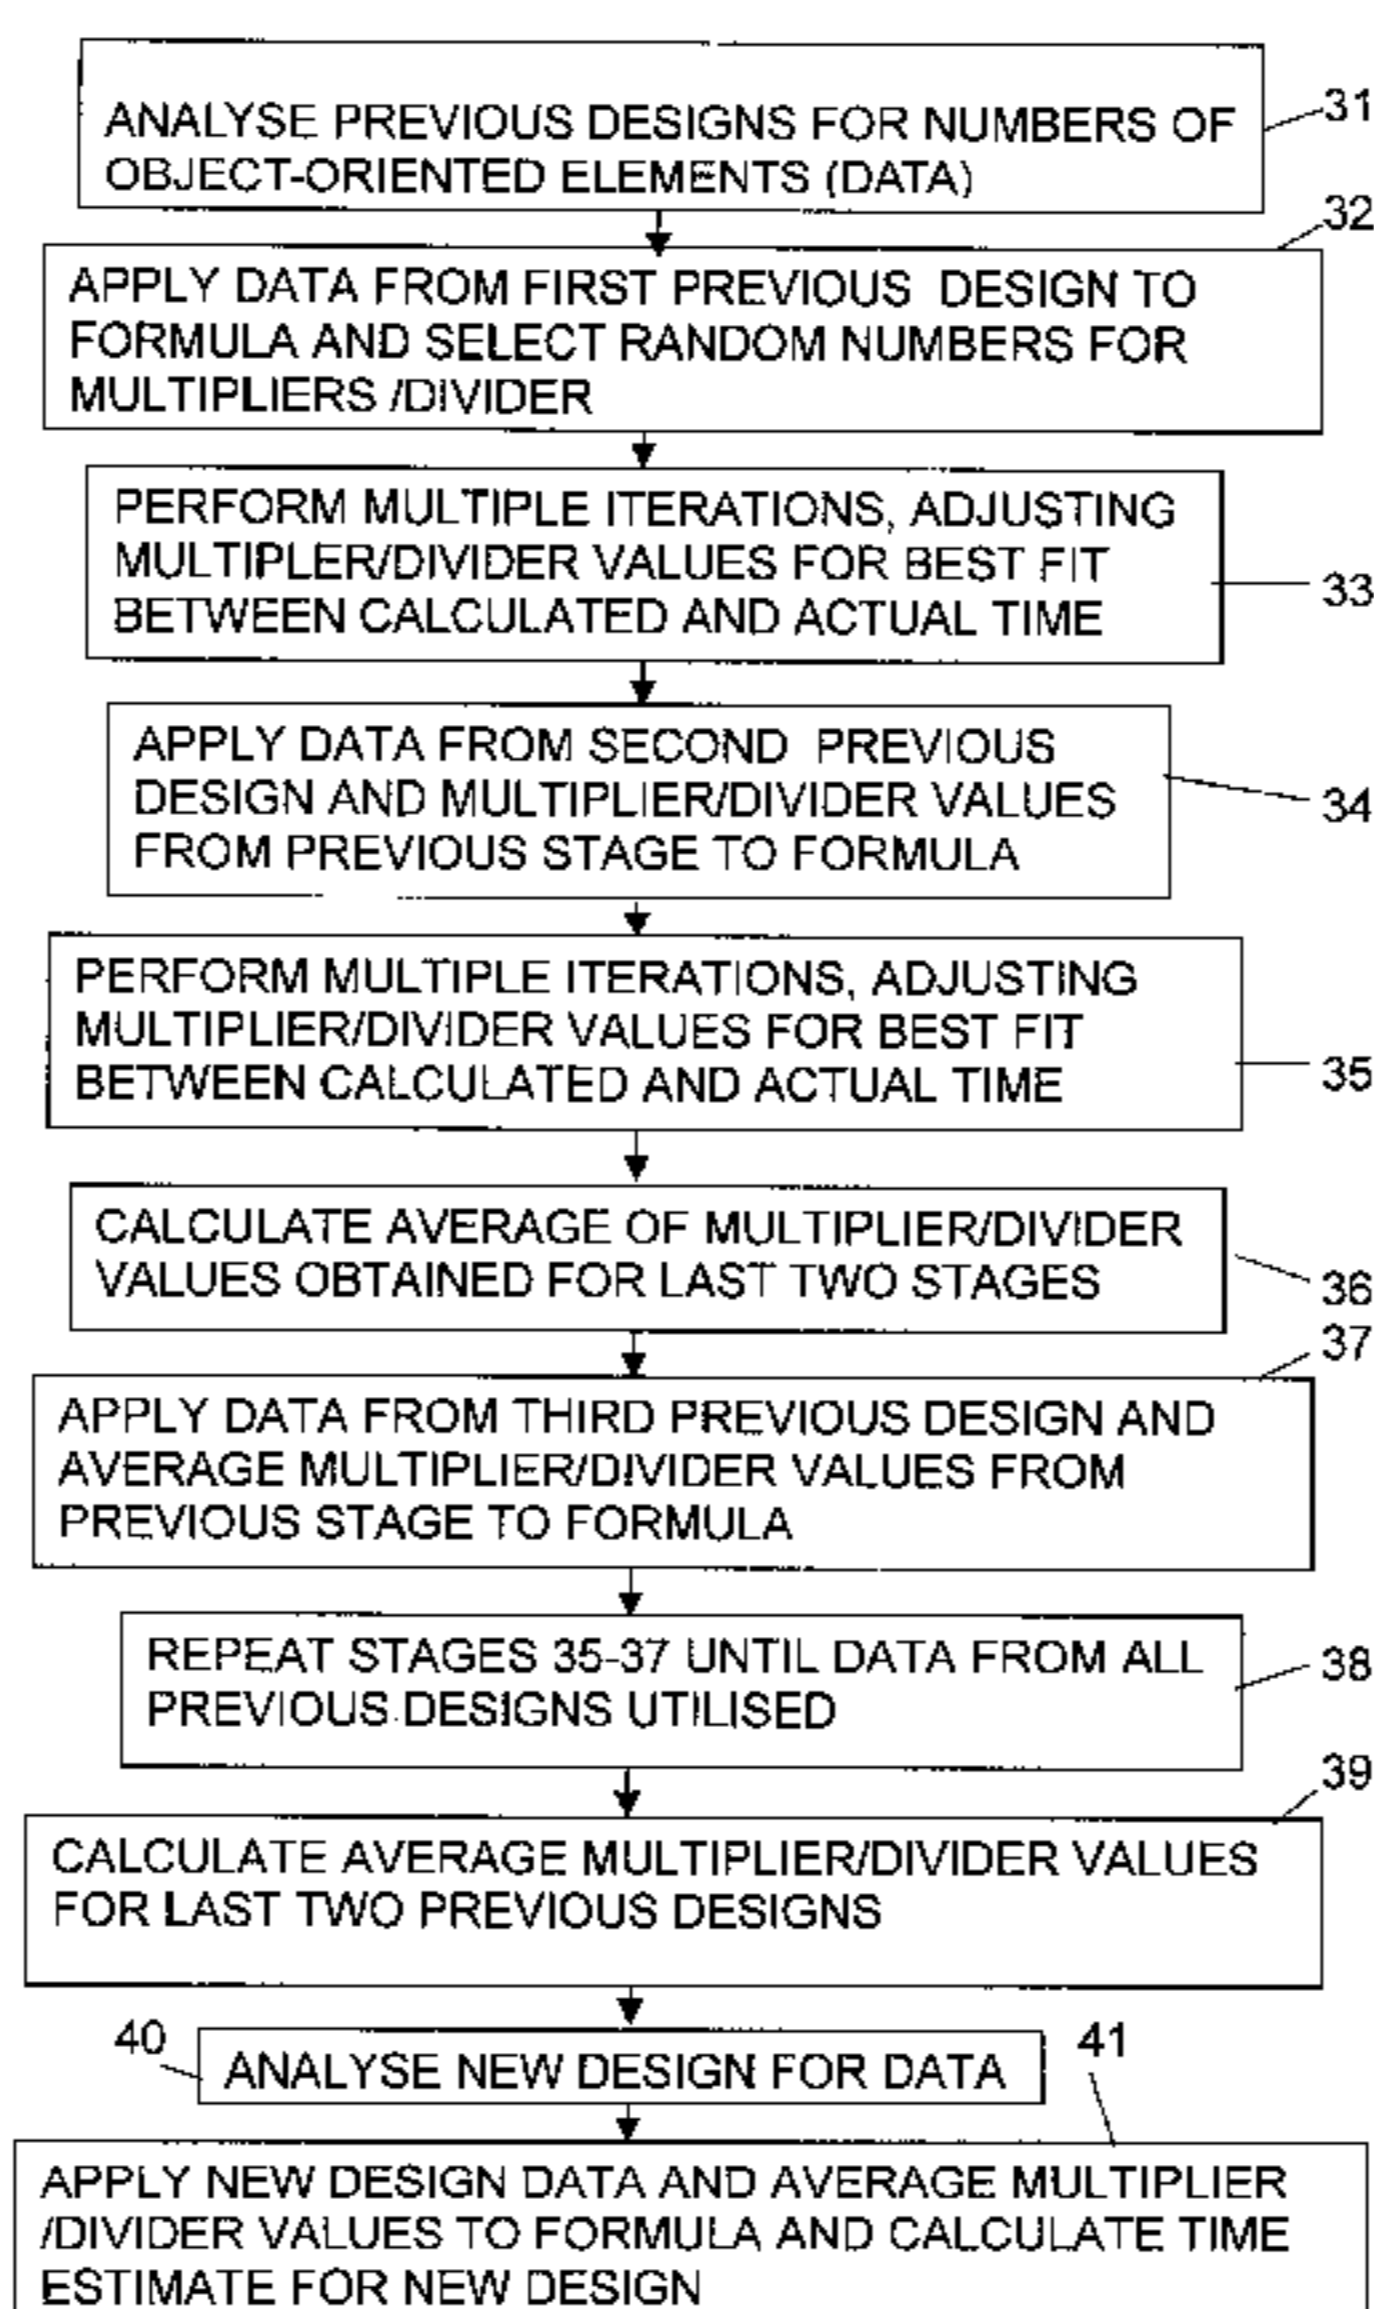 ANALYSE PREVIOUS DESIGNS FOR NUMBERS OF
OBJECT-ORIENTED ELEMENTS (DATA)
31
32
APPLY DATA FROM FIRST PREVIOUS DESIGN TO
FORMULA AND SELECT RANDOM NUMBERS FOR
MULTIPLIERS /DIVIDER
PERFORM MULTIPLE ITERATIONS, ADJUSTING
MULTIPLER/DIVIDER VALUES FOR BEST FIT
BETWEEN CALCULATED AND ACTUAL TIME
33
APPLY DATA FROM SECOND PREVIOUS
DESIGN AND MULTIPLIER/DIVIDER VALUES
FROM PREVIOUS STAGE TO FORMULA
34
PERFORM MULTIPLE ITERATIONS, ADJUSTING
MULTIPLIER/DIVIDER VALUES FOR BEST FIT
BETWEEN CALCULATED AND ACTUAL TIME
35
CALCULATE AVERAGE OF MULTIPLIER/DIVIDER
VALUES OBTAINED FOR LAST TWO STAGES
36
37
APPLY DATA FROM THIRD PREVIOUS DESIGN AND
AVERAGE MULTIPLIER/DIVIDER VALUES FROM
PREVIOUS STAGE TO FORMULA
REPEAT STAGES 35-37 UNTIL DATA FROM ALL
PREVIOUS DESIGNS UTILISED
38
39
CALCULATE AVERAGE MULTIPLIER/DIVIDER VALUES
FOR LAST TWO PREVIOUS DESIGNS
40
ANALYSE NEW DESIGN FOR DATA
41
APPLY NEW DESIGN DATA AND AVERAGE MULTIPLIER
/DIVIDER VALUES TO FORMULA AND CALCULATE TIME
ESTIMATE FOR NEW DESIGN